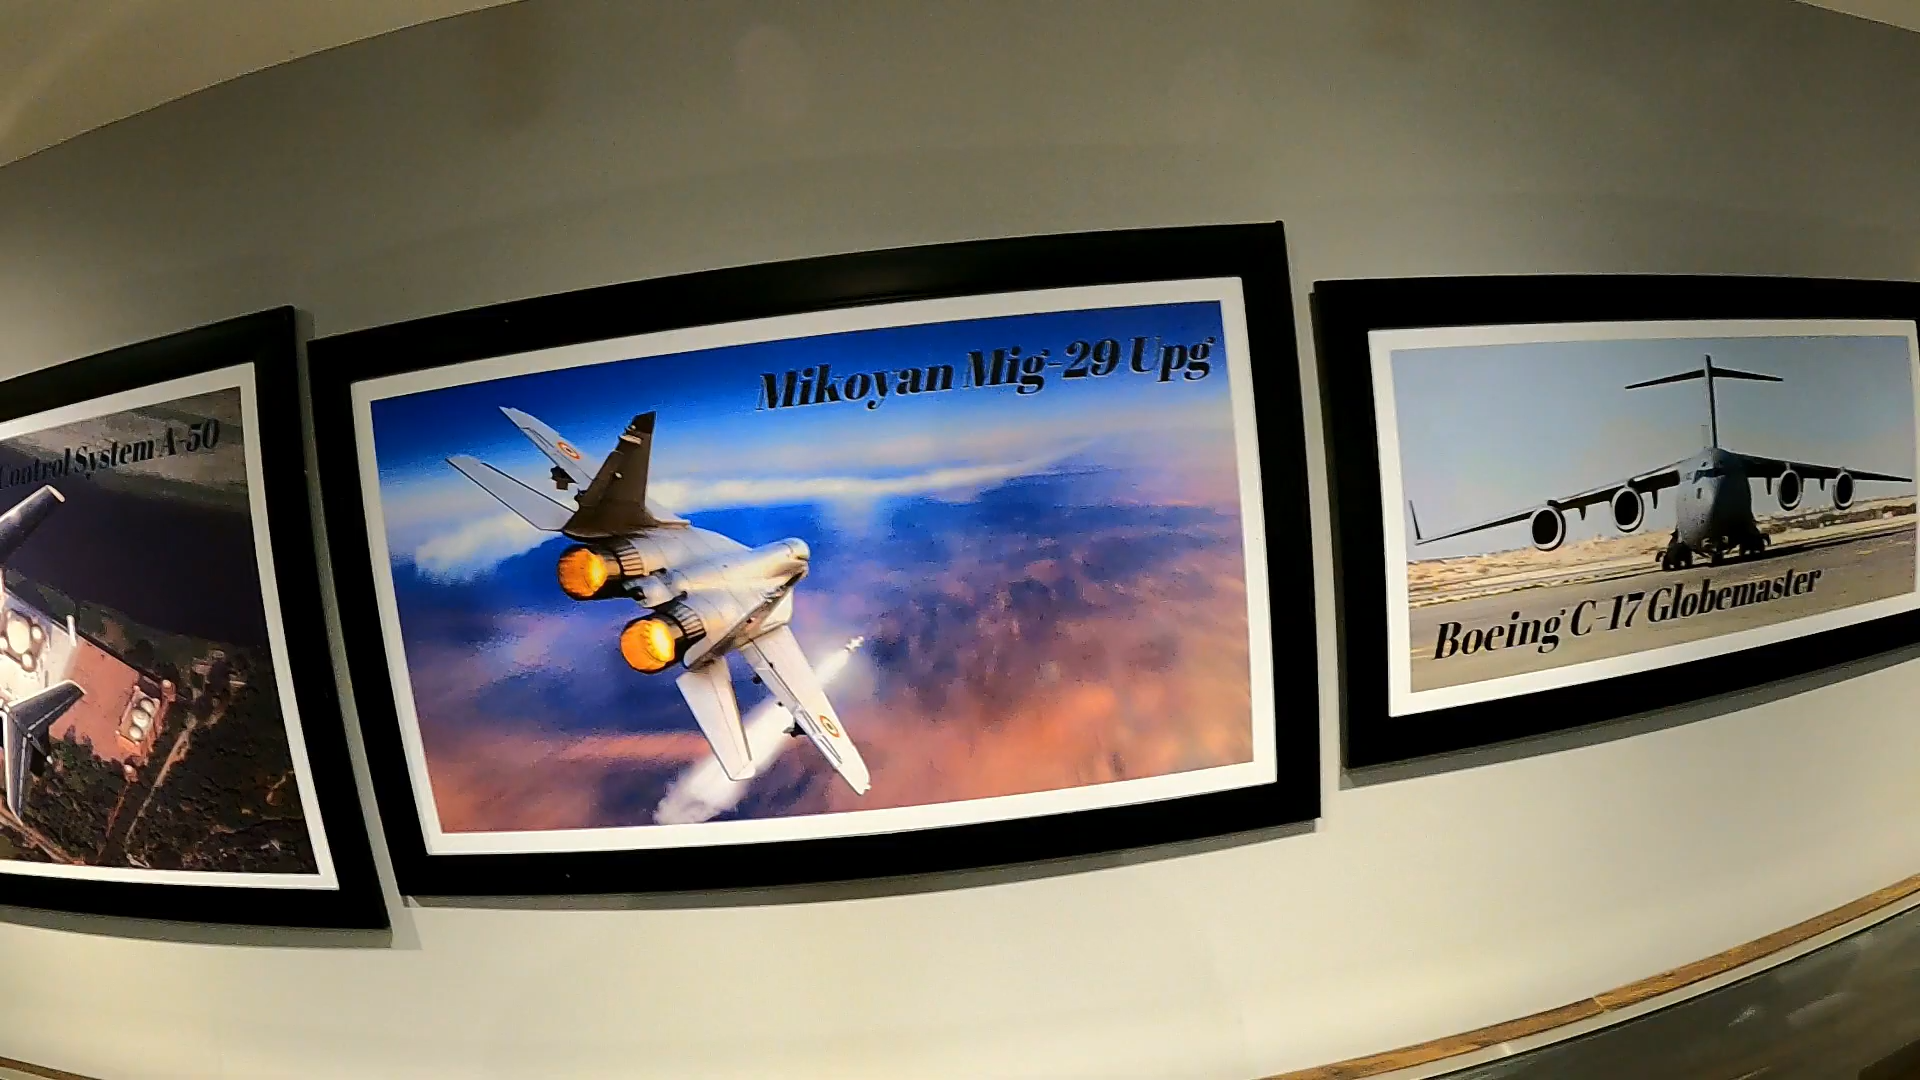 Control System A-50
Mikoyan Mig-29 Upg
Boeing C-17 Globemaster